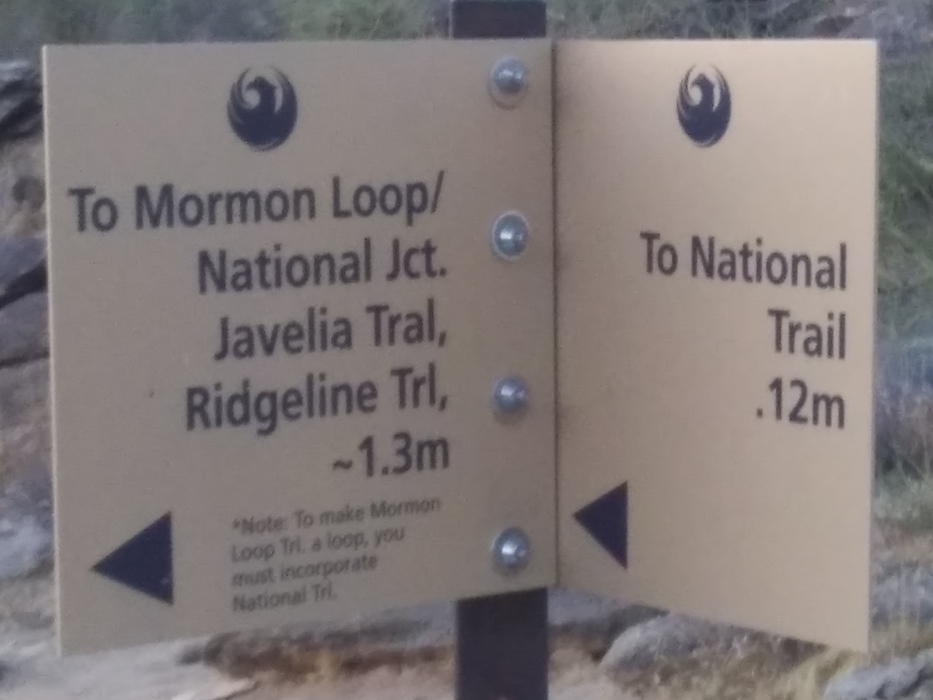 To Mormon Loop/
National Jct.
Javelia Tral,
Ridgeline Trl,
~1.3m
*Note: To make Mormon
Loop Trl. a loop, you
must incorporate
National Trl.
To National
Trail
.12m